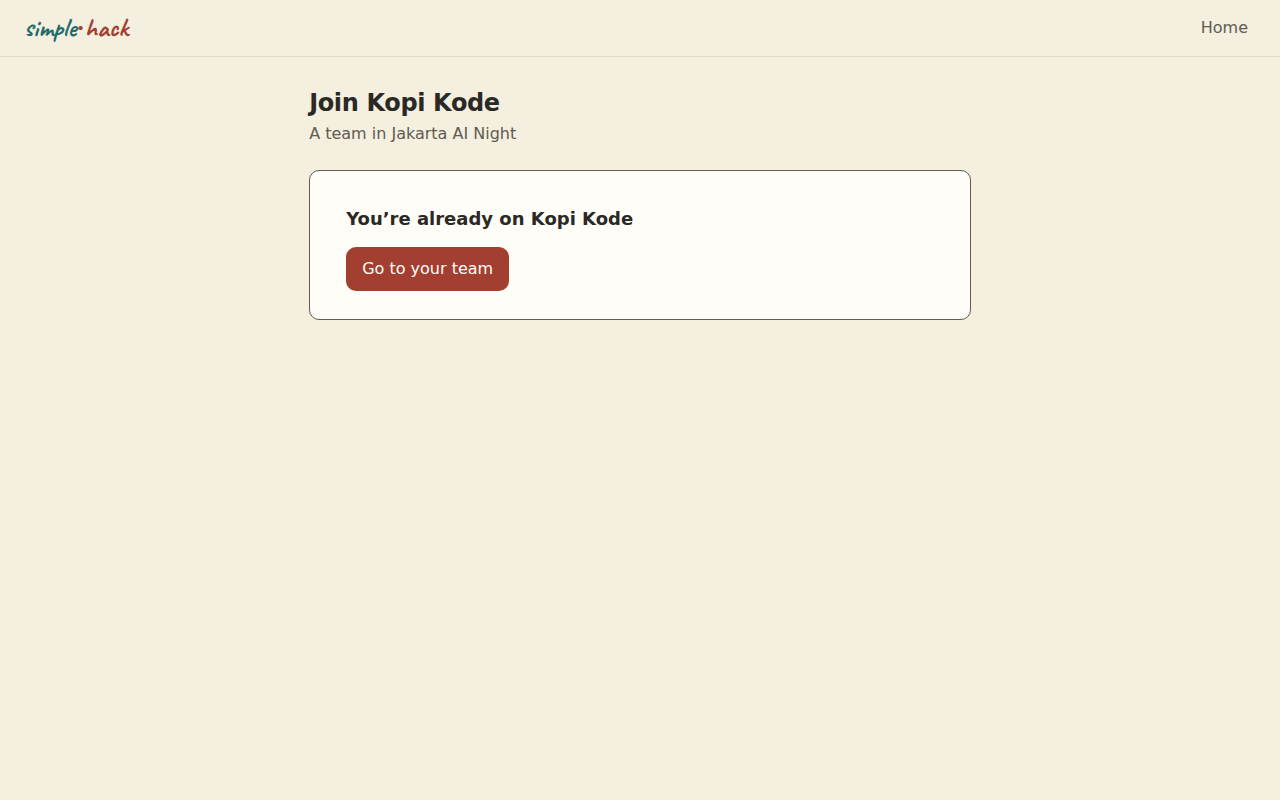 simple·hack
Home
Join Kopi Kode
A team in Jakarta AI Night
You’re already on Kopi Kode
Go to your team